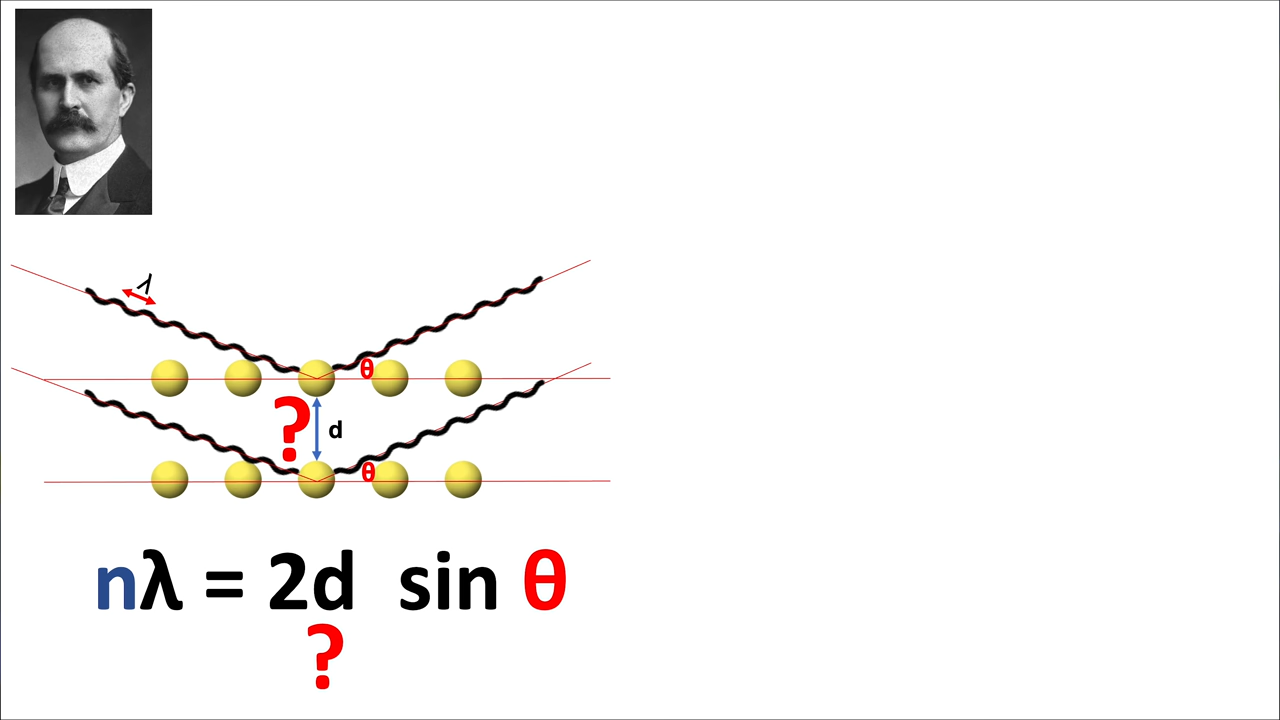 λ
θ
? d
θ
nλ = 2d sin θ
?